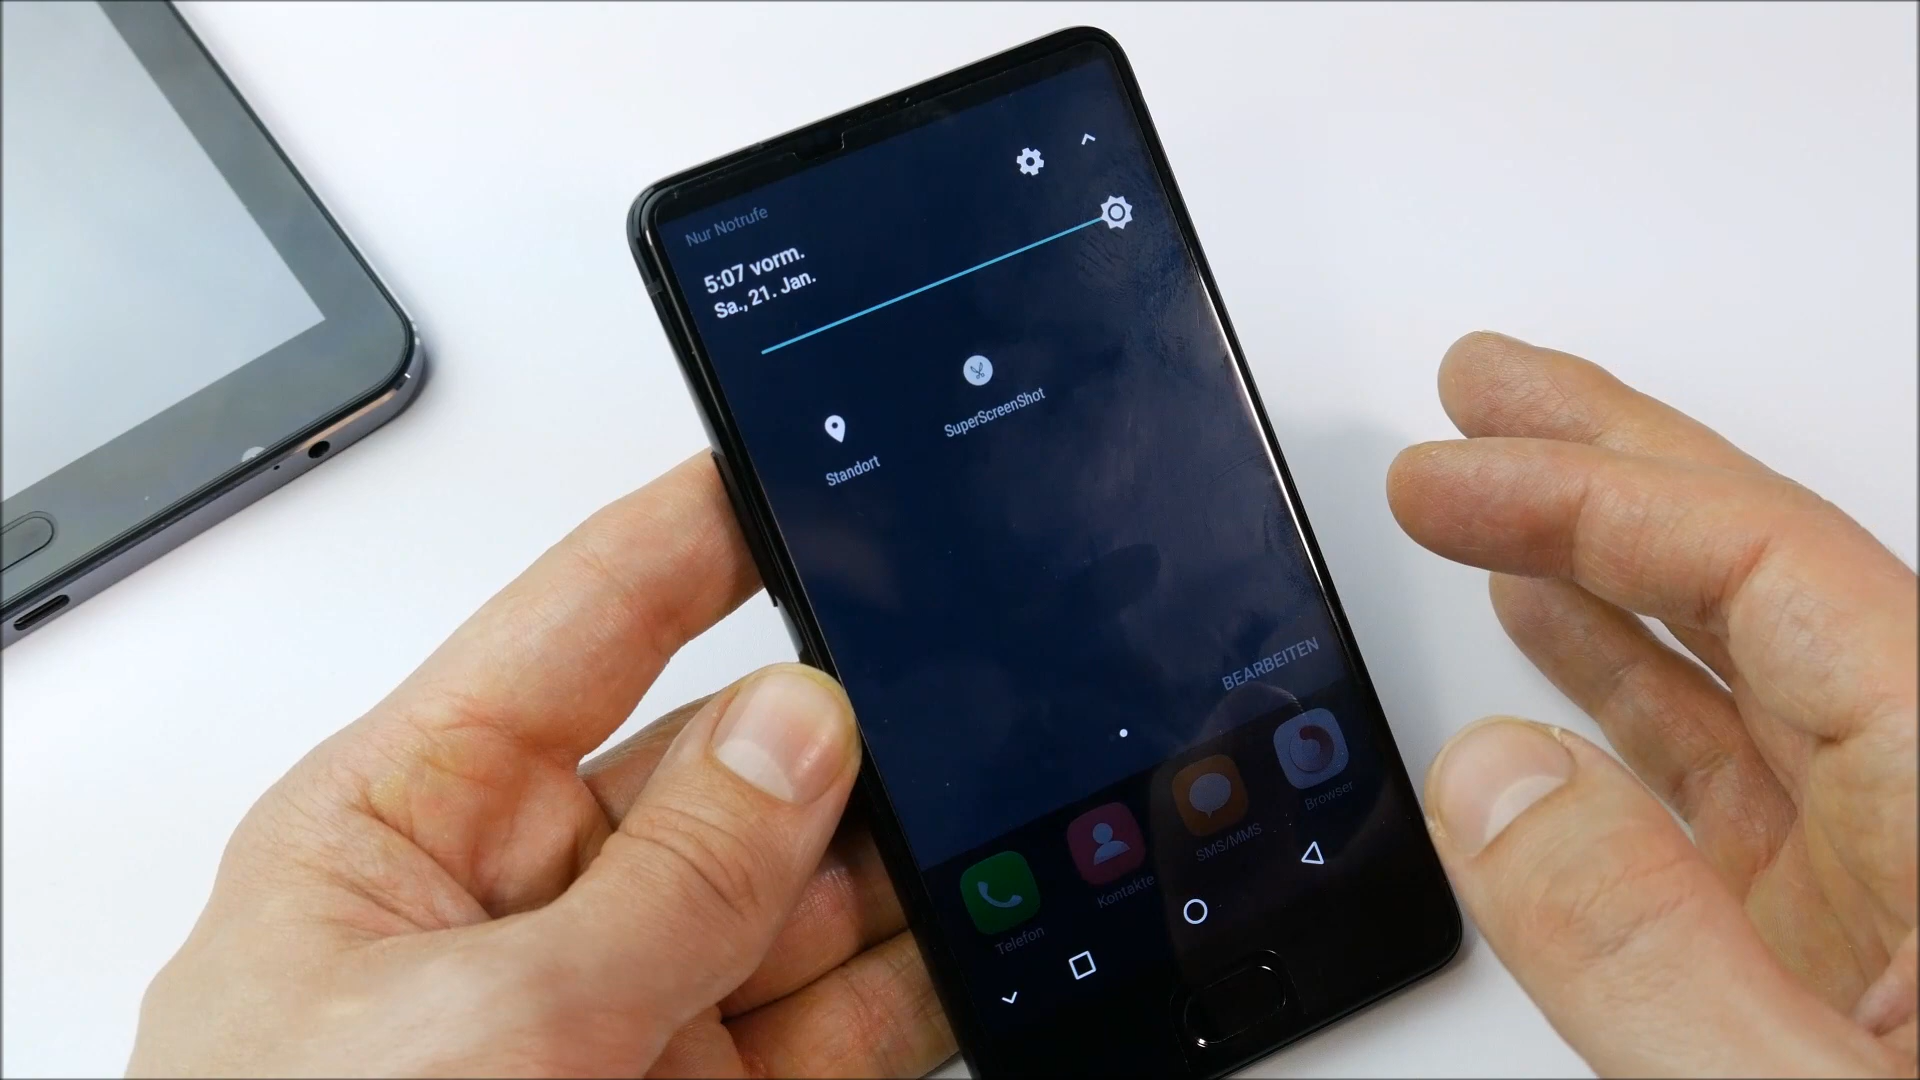 Nur Notrufe
5:07 vorm.
Sa., 21. Jan.
Standort
SuperScreenShot
BEARBEITEN
Telefon
Kontakte
SMS/MMS
Browser